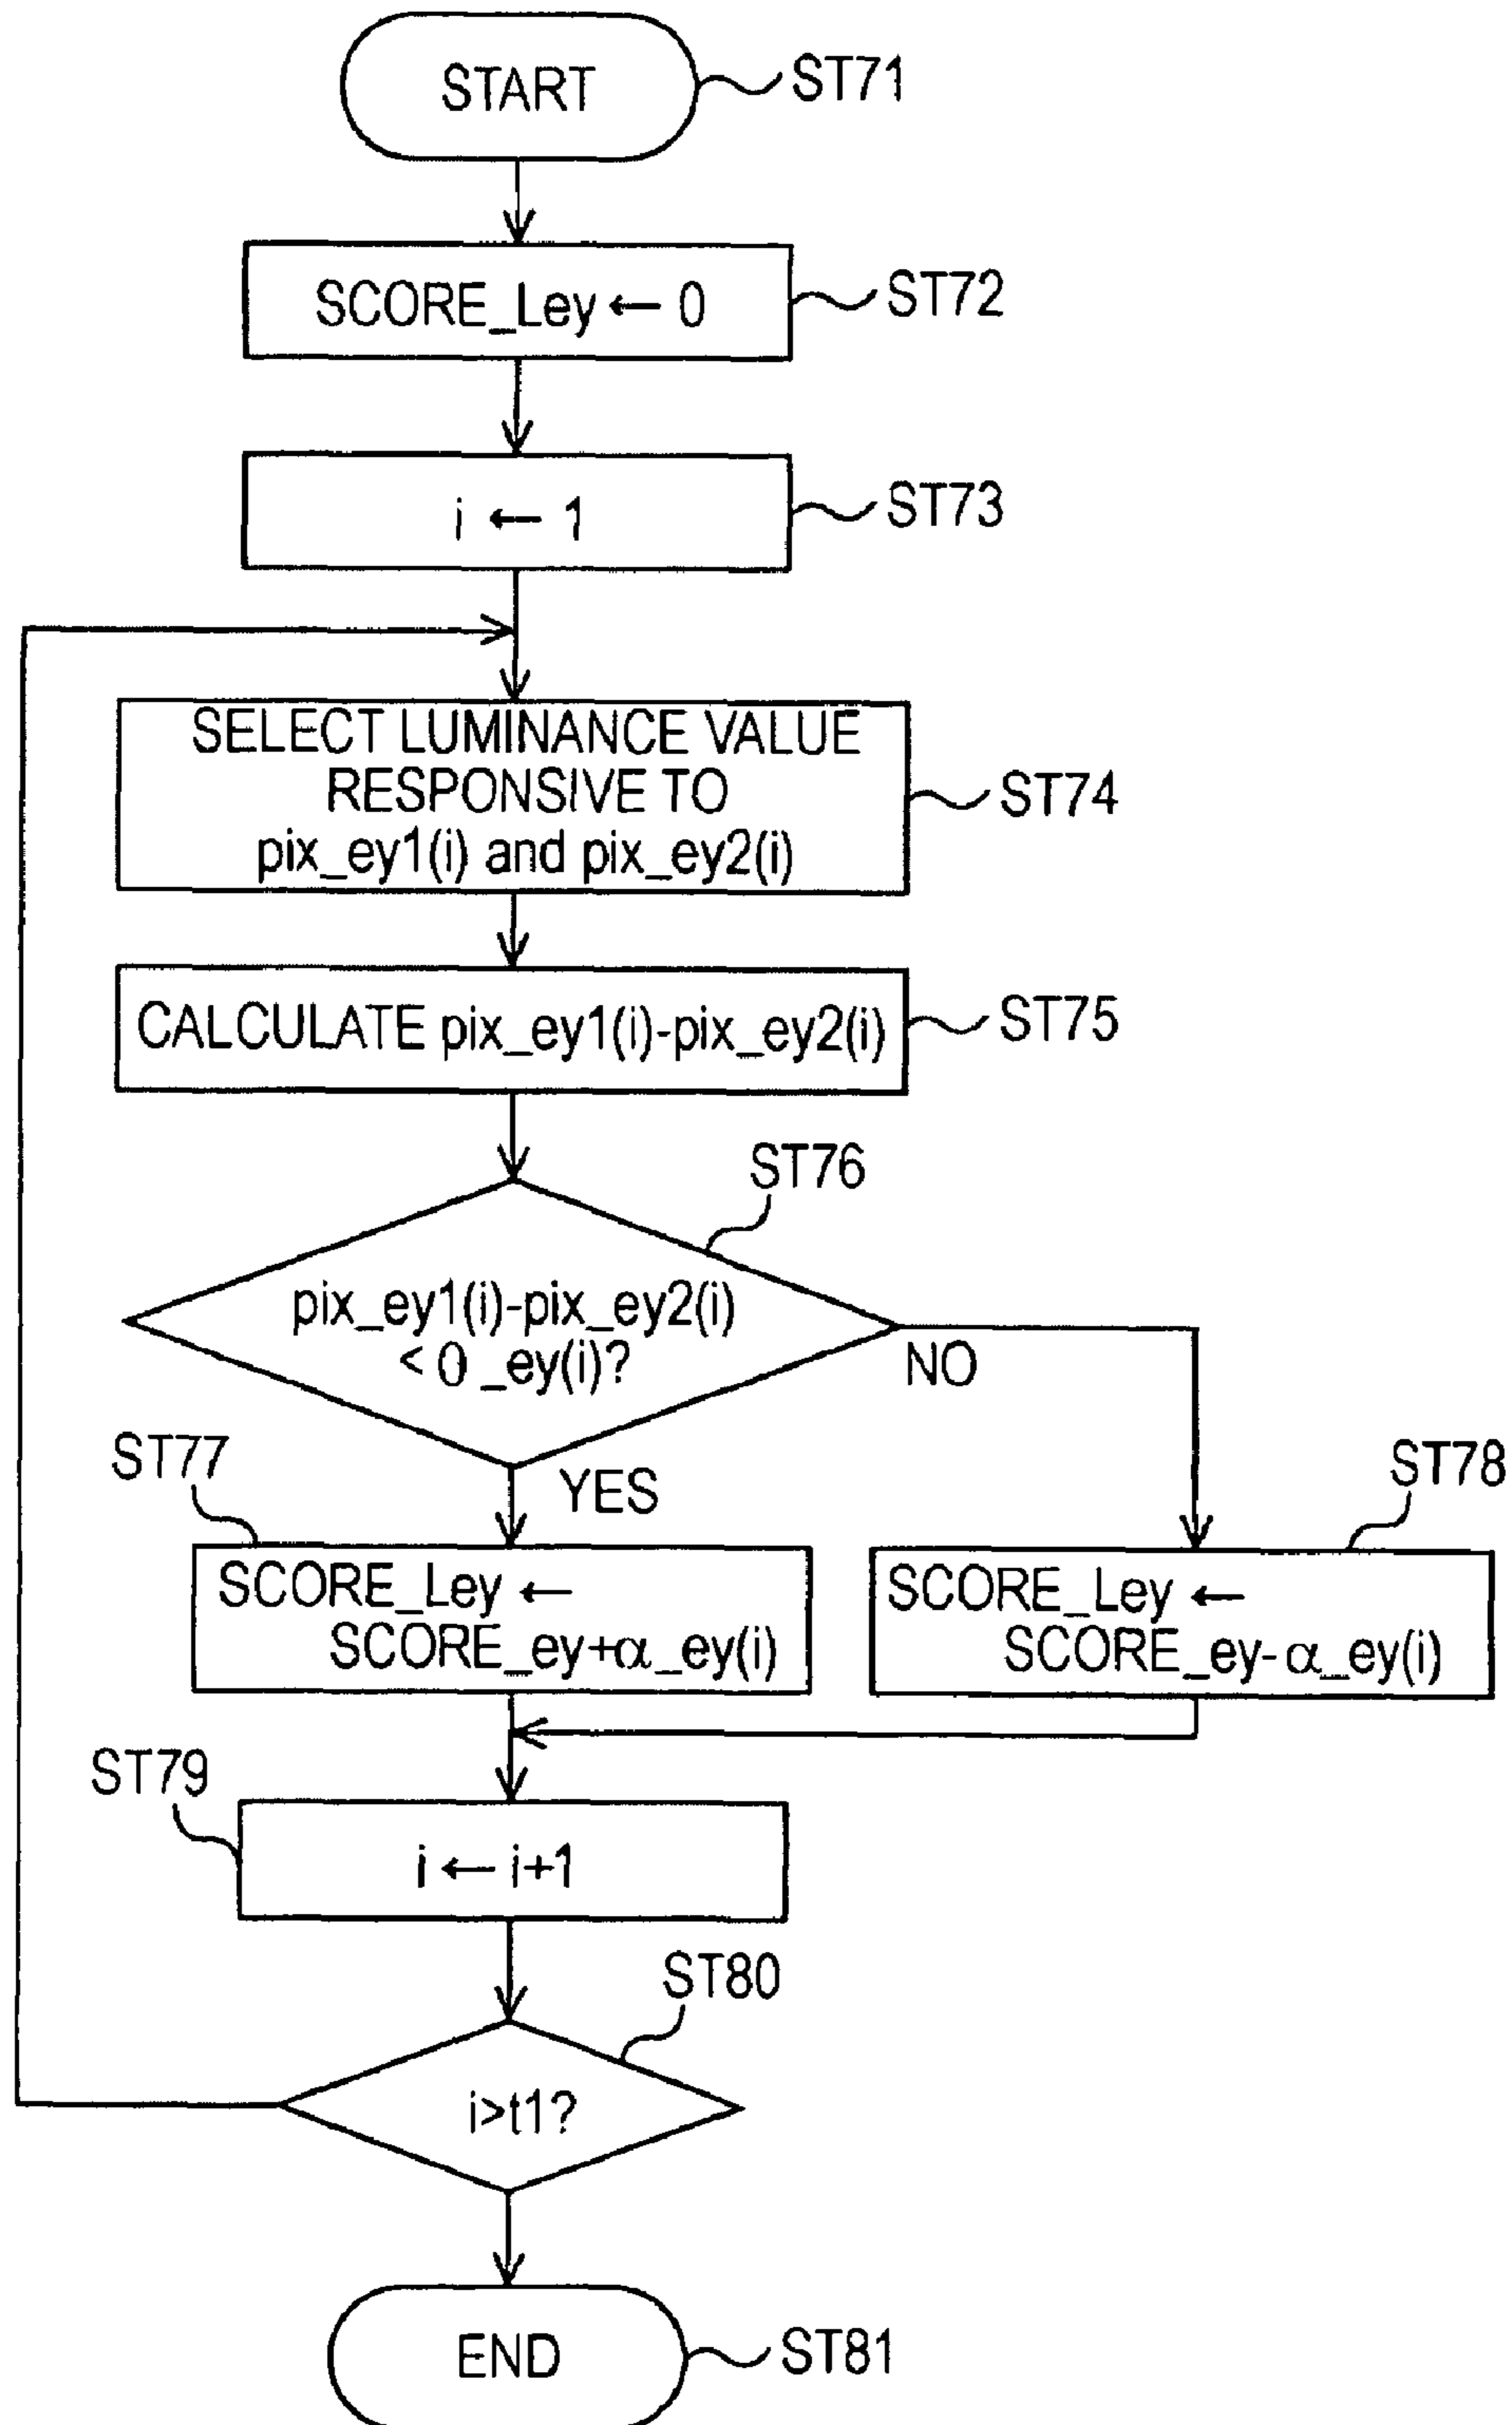 START
ST71
SCORE_Ley ← 0
ST72
i ← 1
ST73
SELECT LUMINANCE VALUE
RESPONSIVE TO
pix_ey1(i) and pix_ey2(i)
ST74
CALCULATE pix_ey1(i)-pix_ey2(i)
ST75
ST76
pix_ey1(i)-pix_ey2(i)
< 0 _ey(i)?
NO
YES
ST77
SCORE_Ley ←
SCORE_ey+α_ey(i)
ST78
SCORE_Ley ←
SCORE_ey-α_ey(i)
ST79
i ← i+1
ST80
i>t1?
END
ST81